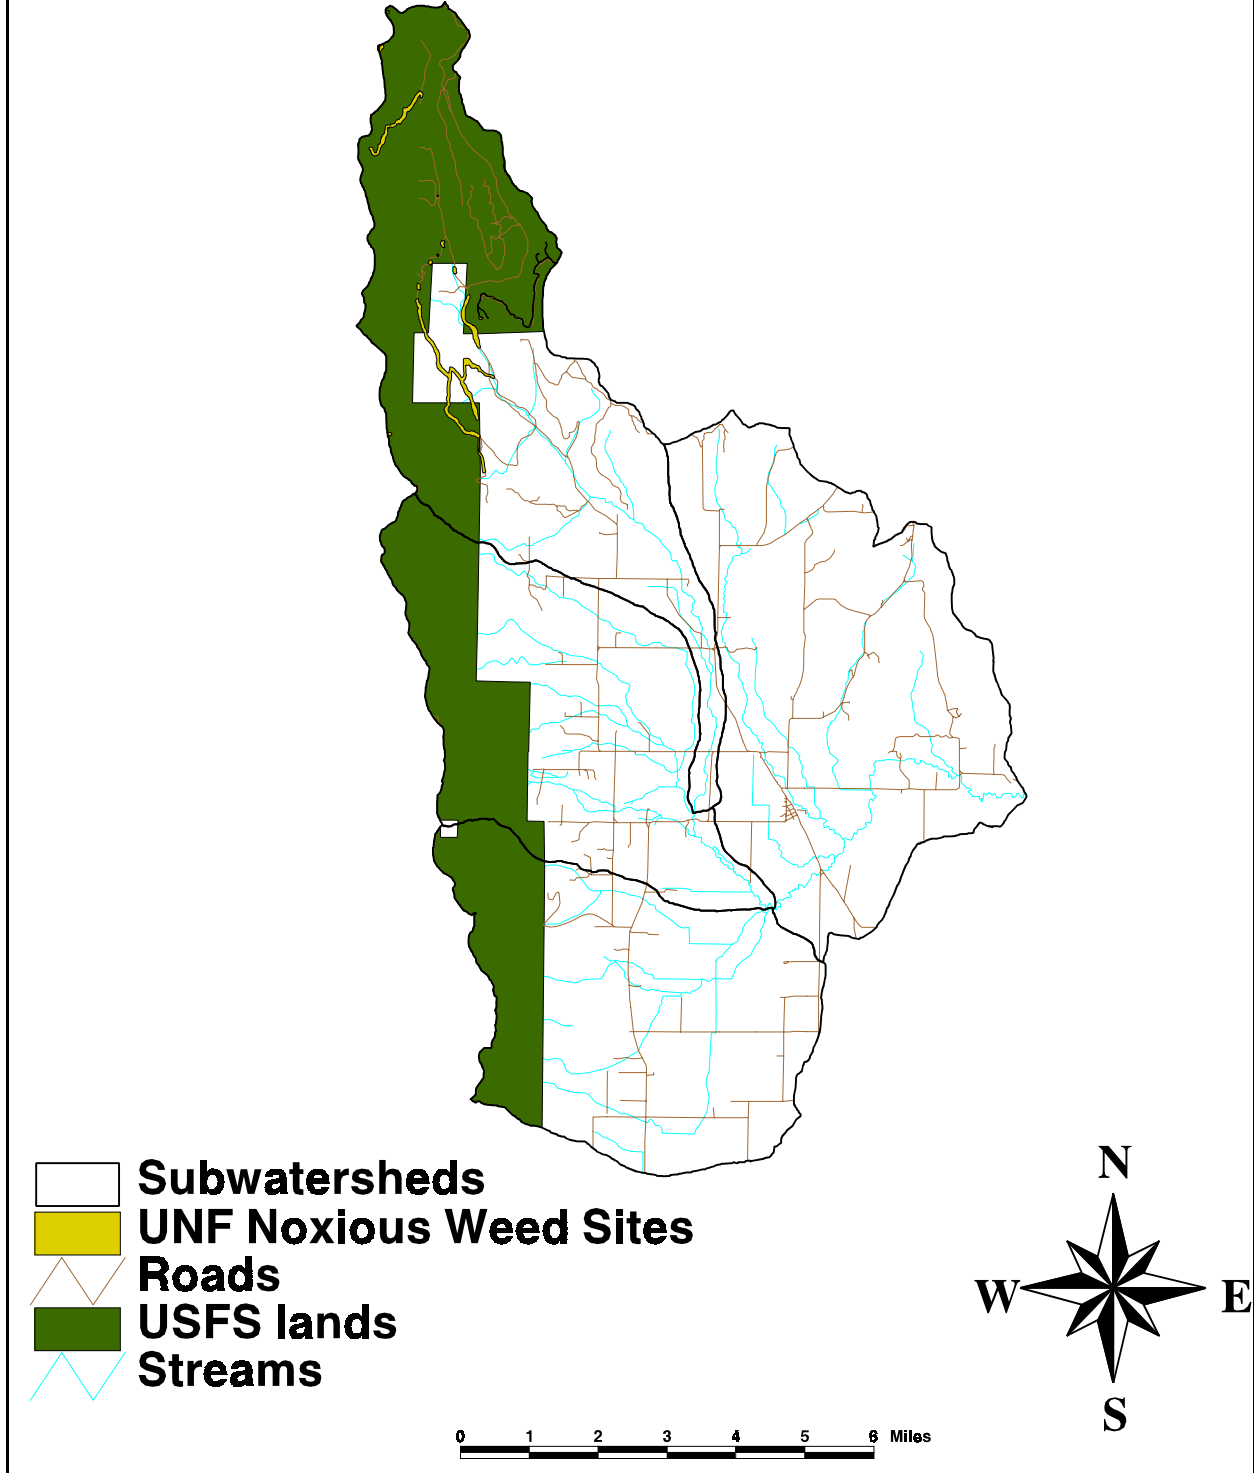 Subwatersheds
UNF Noxious Weed Sites
Roads
USFS lands
Streams
N
W E
S
0 1 2 3 4 5 6 Miles